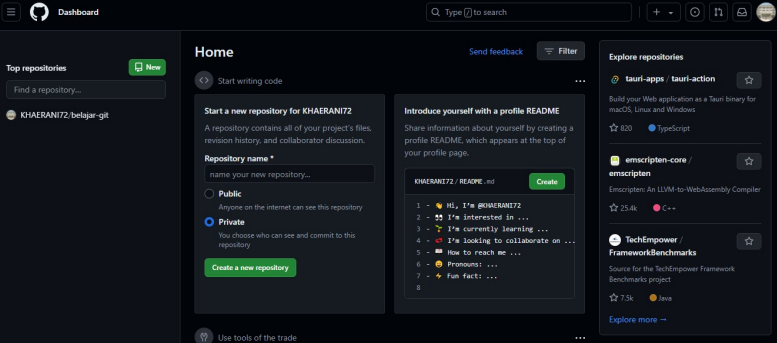 Dashboard
Type / to search
Top repositories
New
Find a repository...
KHAERANI72/belajar-git
Home
Send feedback
Filter
Start writing code
Start a new repository for KHAERANI72
A repository contains all of your project's files,
revision history, and collaborator discussion.
Repository name *
name your new repository...
Public
Anyone on the internet can see this repository
Private
You choose who can see and commit to this
repository
Create a new repository
Introduce yourself with a profile README
Share information about yourself by creating a
profile README, which appears at the top of
your profile page.
KHAERANI72 / README.md
Create
1 - 👋 Hi, I'm @KHAERANI72
2 - 👀 I'm interested in ...
3 - 🌱 I'm currently learning ...
4 - 💞️ I'm looking to collaborate on ...
5 - 📫 How to reach me ...
6 - 😄 Pronouns: ...
7 - ⚡ Fun fact: ...
8
Use tools of the trade
Explore repositories
tauri-apps / tauri-action
Build your Web application as a Tauri binary for
macOS, Linux and Windows
820 TypeScript
emscripten-core /
emscripten
Emscripten: An LLVM-to-WebAssembly Compiler
25.4k C++
TechEmpower /
FrameworkBenchmarks
Source for the TechEmpower Framework
Benchmarks project
7.5k Java
Explore more →